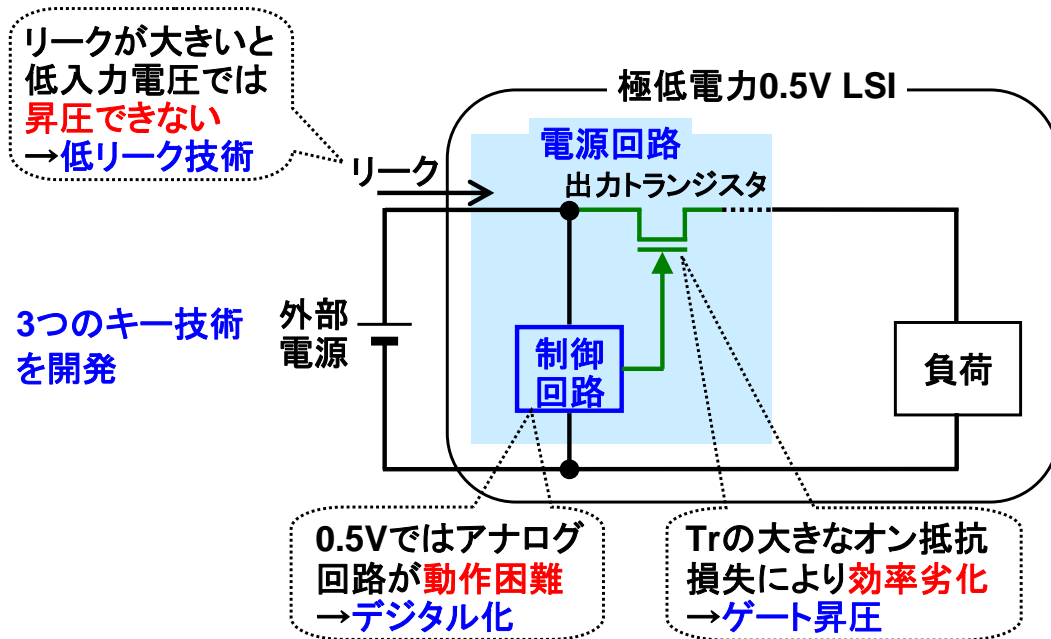 リークが大きいと
低入力電圧では
昇圧できない
→低リーク技術
極低電力0.5V LSI
電源回路
リーク
出力トランジスタ
3つのキー技術
を開発
外部
電源
制御
回路
負荷
0.5Vではアナログ
回路が動作困難
→デジタル化
Trの大きなオン抵抗
損失により効率劣化
→ゲート昇圧